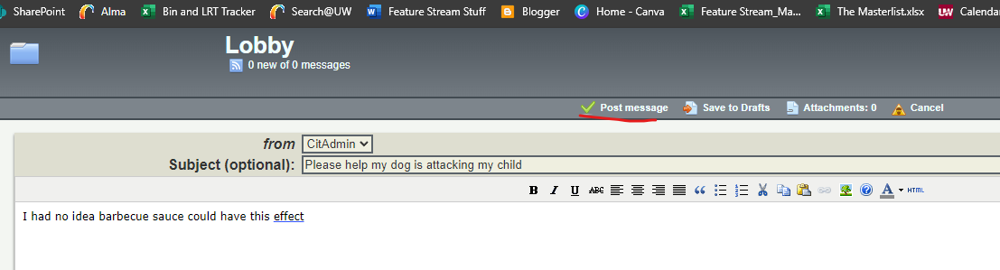 SharePoint Alma Bin and LRT Tracker Search@UW Feature Stream Stuff Blogger Home - Canva Feature Stream_Ma... The Masterlist.xlsx Calenda
Lobby
0 new of 0 messages
Post message Save to Drafts Attachments: 0 Cancel
from CitAdmin
Subject (optional): Please help my dog is attacking my child
B I U ABC A HTML
I had no idea barbecue sauce could have this effect